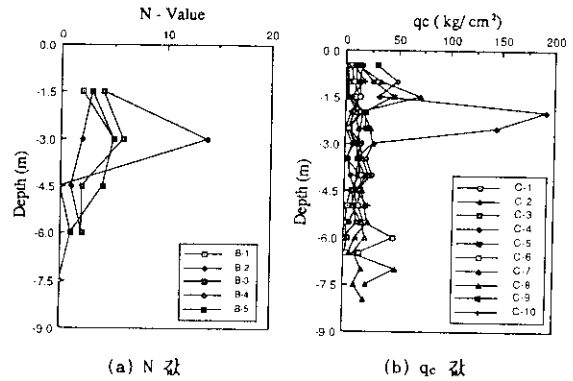 N - Value
0 10 20
0.0
-1.5
-3.0
-4.5
-6.0
-7.5
-9.0
Depth (m)
B-1
B-2
B-3
B-4
B-5
(a) N 값
qc ( kg/cm²)
0 50 100 150 200
0.0
-1.5
-3.0
-4.5
-6.0
-7.5
-9.0
Depth (m)
C-1
C-2
C-3
C-4
C-5
C-6
C-7
C-8
C-9
C-10
(b) qc 값